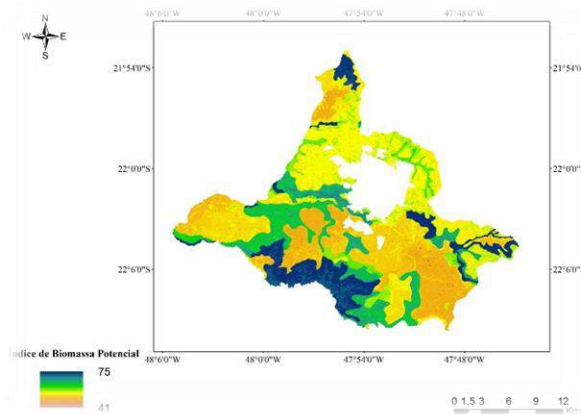 N
W E
S
48°6'0"W 48°0'0"W 47°54'0"W 47°48'0"W
21°54'0"S 21°54'0"S
22°0'0"S 22°0'0"S
22°6'0"S 22°6'0"S
48°6'0"W 48°0'0"W 47°54'0"W 47°48'0"W
ndice de Biomassa Potencial
75
41
0 1,5 3 6 9 12
Km